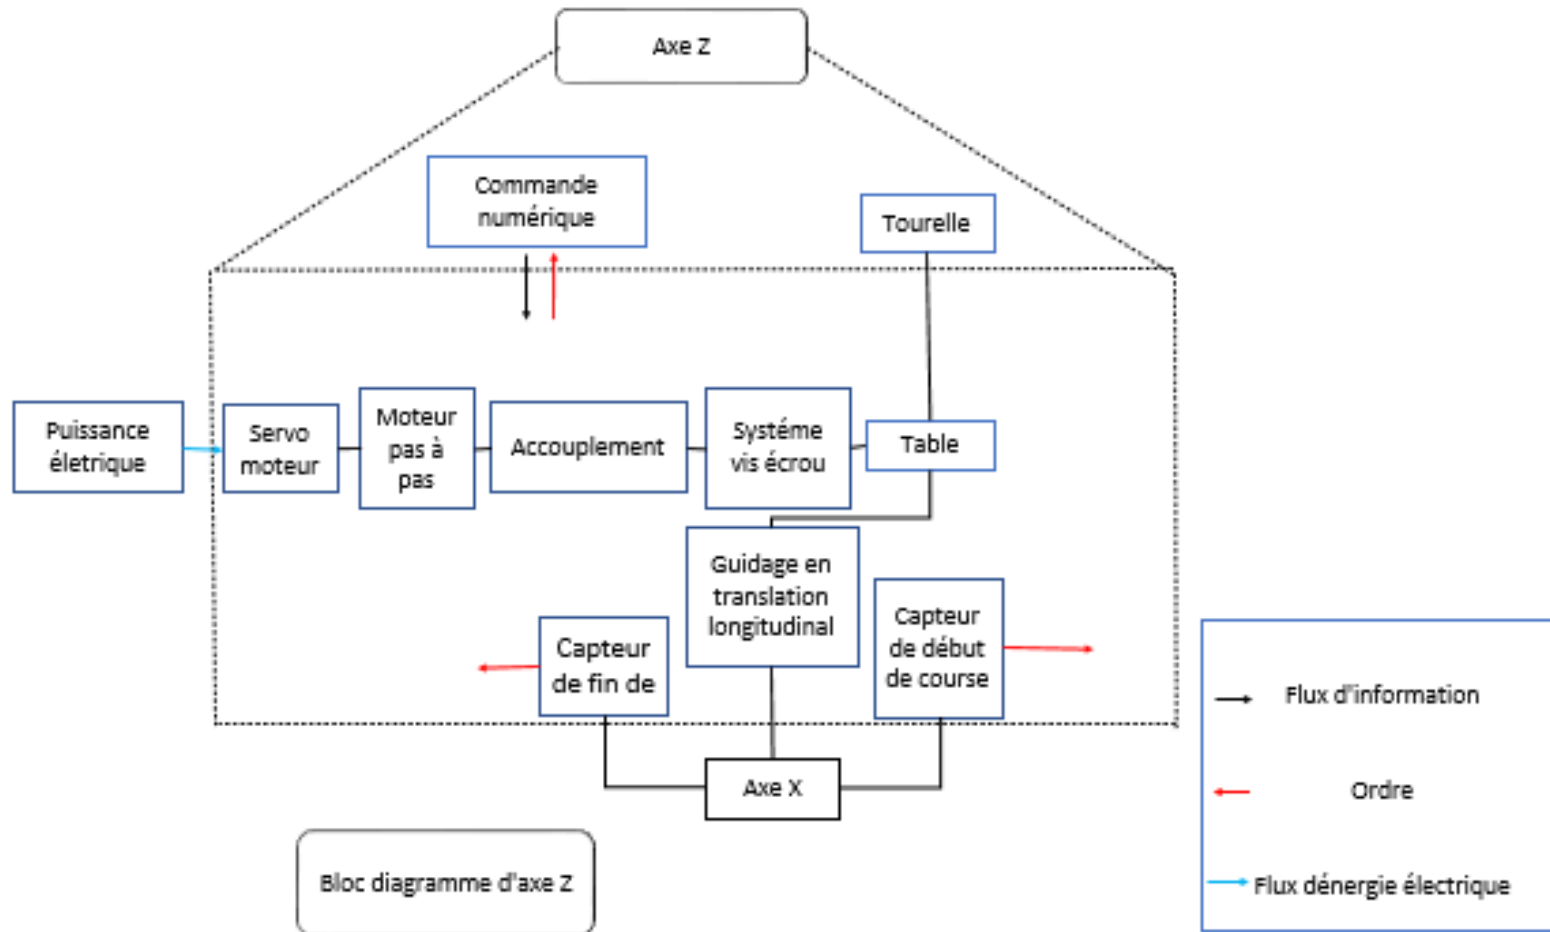 Axe Z
Commande
numérique
Tourelle
Puissance
életrique
Servo
moteur
Moteur
pas à
pas
Accouplement
Systéme
vis écrou
Table
Guidage en
translation
longitudinal
Capteur
de fin de
Capteur
de début
de course
Axe X
Bloc diagramme d'axe Z
Flux d'information
Ordre
Flux dénergie électrique